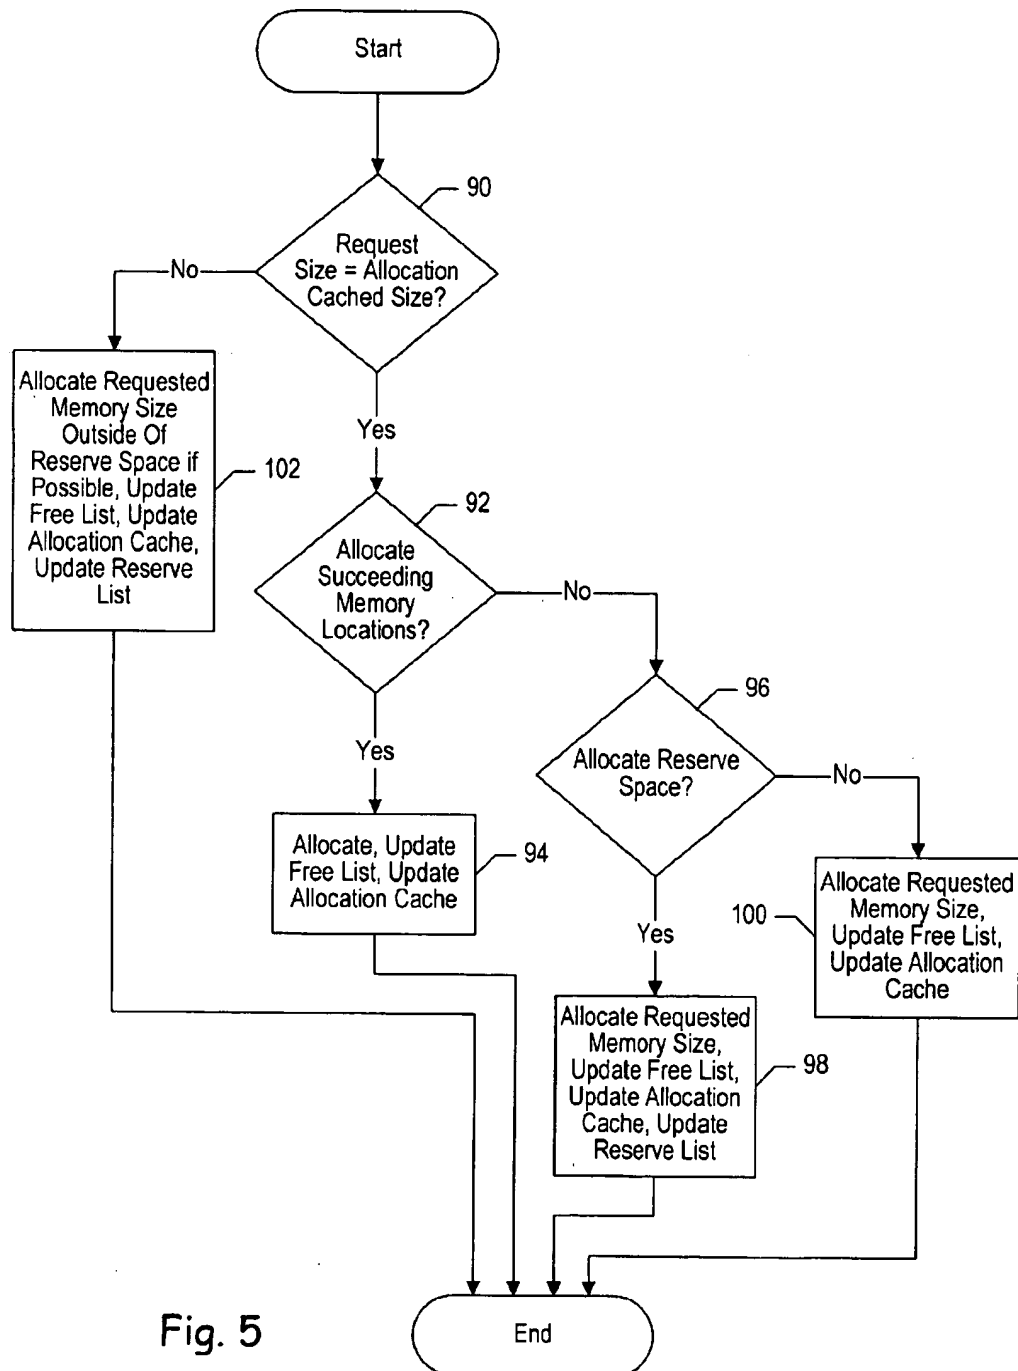 Start
90
Request
Size = Allocation
Cached Size?
No
Yes
Allocate Requested
Memory Size
Outside Of
Reserve Space if
Possible, Update
Free List, Update
Allocation Cache,
Update Reserve
List
102
92
Allocate
Succeeding
Memory
Locations?
No
Yes
96
Allocate Reserve
Space?
No
Yes
Allocate, Update
Free List, Update
Allocation Cache
94
100
Allocate Requested
Memory Size,
Update Free List,
Update Allocation
Cache
Allocate Requested
Memory Size,
Update Free List,
Update Allocation
Cache, Update
Reserve List
98
End
Fig. 5